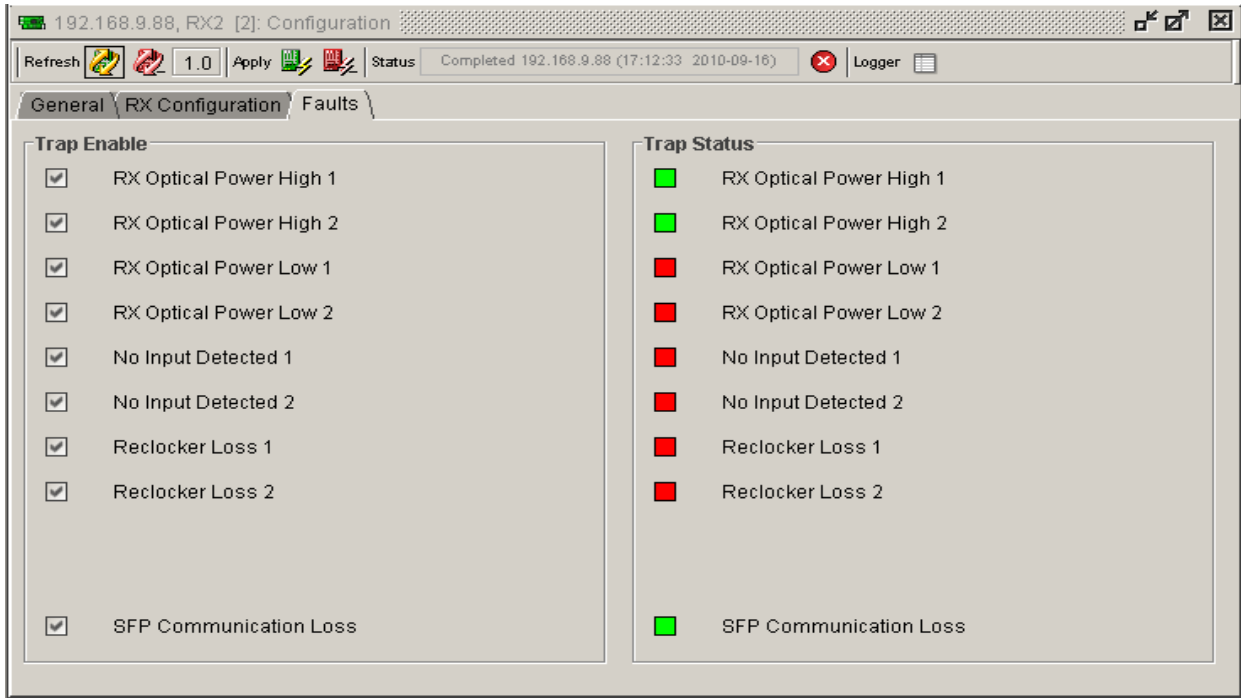 192.168.9.88, RX2 [2]: Configuration
Refresh 1.0 Apply Status Completed 192.168.9.88 (17:12:33 2010-09-16) Logger
General RX Configuration Faults
Trap Enable
RX Optical Power High 1
RX Optical Power High 2
RX Optical Power Low 1
RX Optical Power Low 2
No Input Detected 1
No Input Detected 2
Reclocker Loss 1
Reclocker Loss 2
SFP Communication Loss
Trap Status
RX Optical Power High 1
RX Optical Power High 2
RX Optical Power Low 1
RX Optical Power Low 2
No Input Detected 1
No Input Detected 2
Reclocker Loss 1
Reclocker Loss 2
SFP Communication Loss